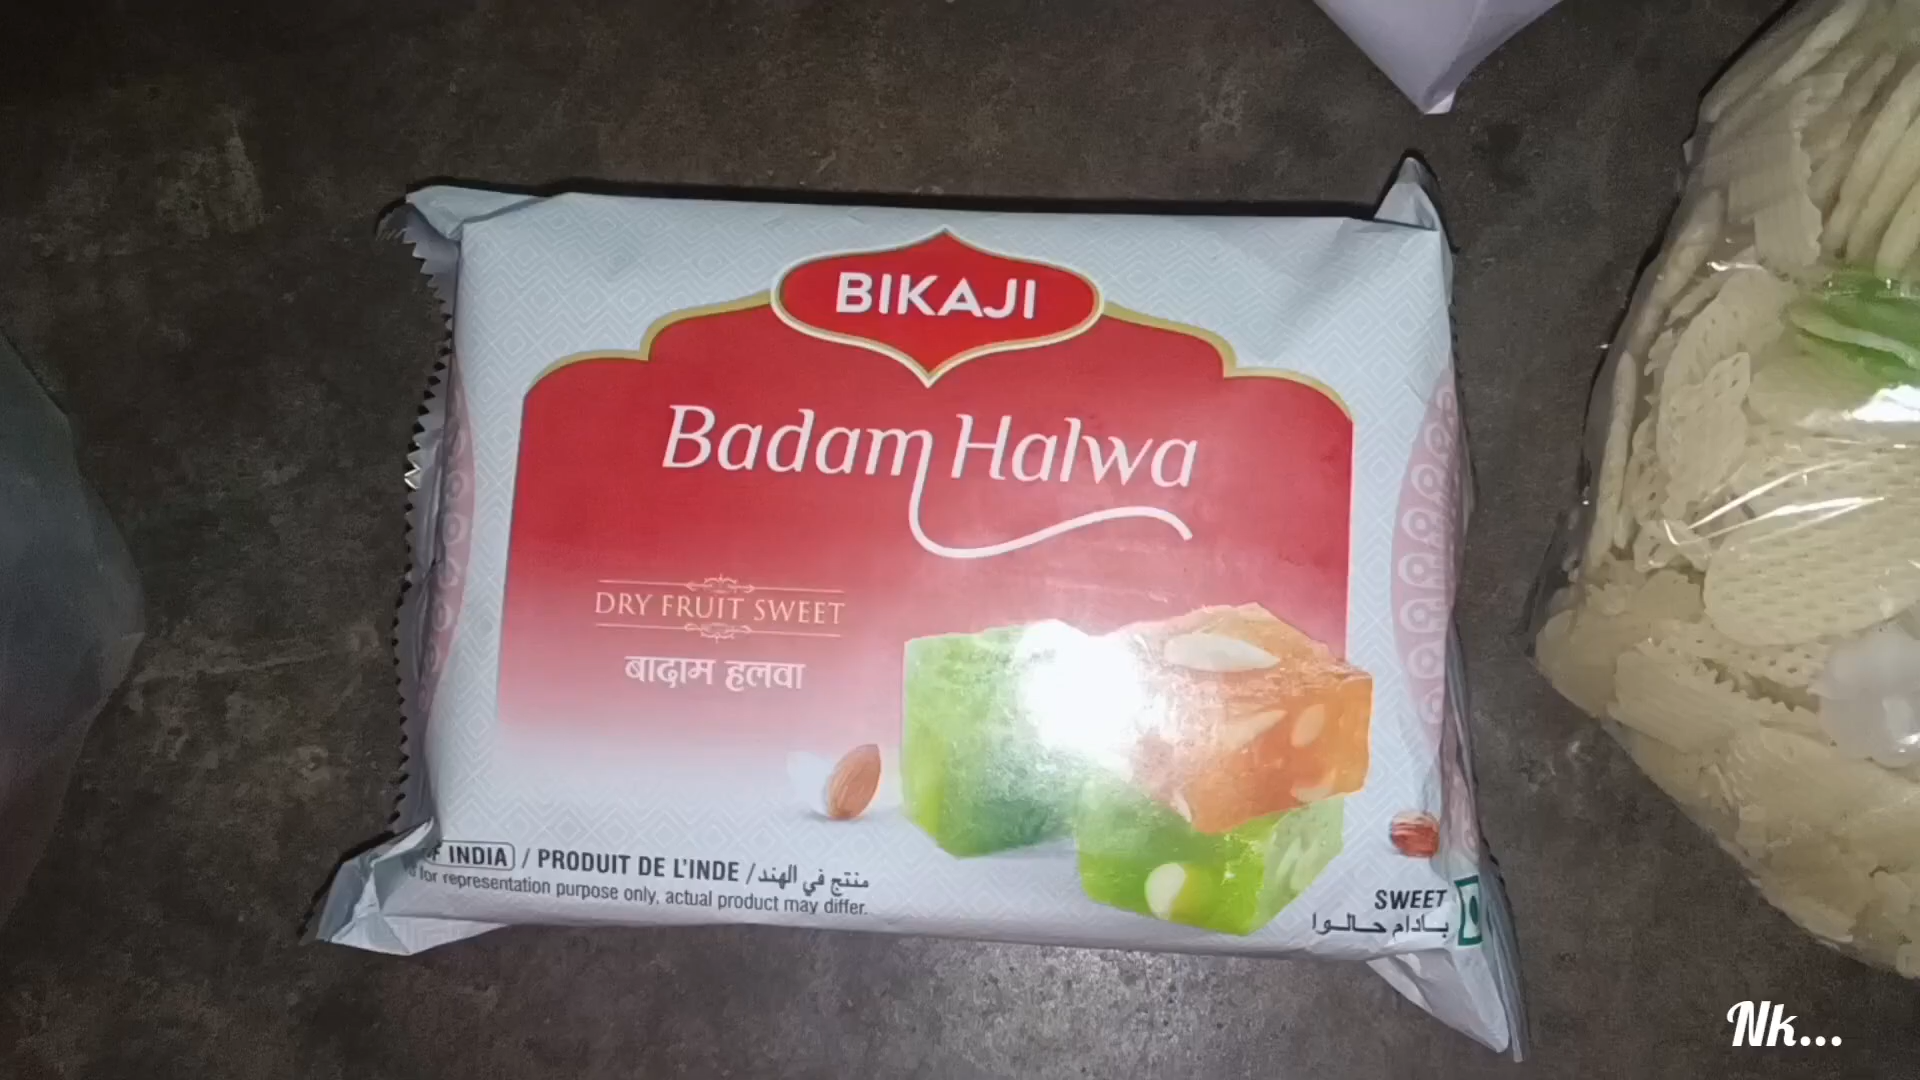 BIKAJI
Badam Halwa
DRY FRUIT SWEET
बादाम हलवा
INDIA / PRODUIT DE L'INDE / منتج في الهند
for representation purpose only, actual product may differ.
SWEET
بادام حالوا
Nk...